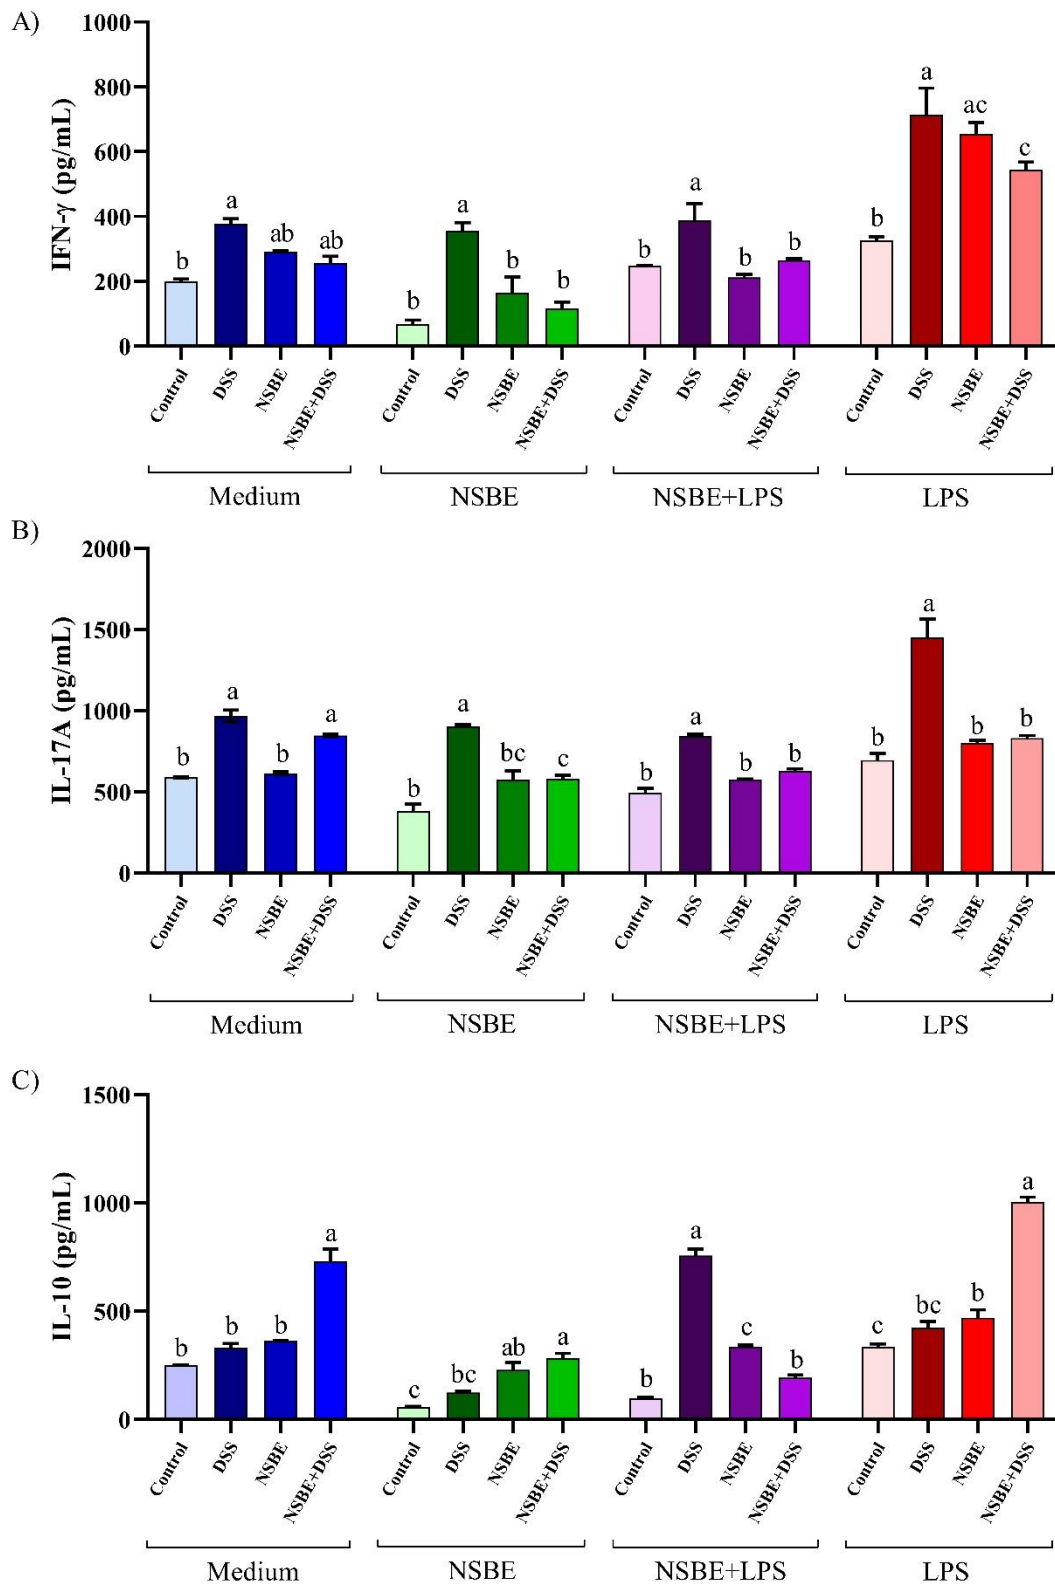 A)
IFN-γ (pg/mL)
1000
800
600
400
200
0
b
a
ab
ab
b
a
b
b
b
a
b
b
b
a
ac
c
Control
DSS
NSBE
NSBE+DSS
Control
DSS
NSBE
NSBE+DSS
Control
DSS
NSBE
NSBE+DSS
Control
DSS
NSBE
NSBE+DSS
Medium
NSBE
NSBE+LPS
LPS
B)
IL-17A (pg/mL)
2000
1500
1000
500
0
b
a
b
a
b
a
bc
c
b
a
b
b
b
a
b
b
Control
DSS
NSBE
NSBE+DSS
Control
DSS
NSBE
NSBE+DSS
Control
DSS
NSBE
NSBE+DSS
Control
DSS
NSBE
NSBE+DSS
Medium
NSBE
NSBE+LPS
LPS
C)
IL-10 (pg/mL)
1500
1000
500
0
b
b
b
a
c
bc
ab
a
b
a
c
b
c
bc
b
a
Control
DSS
NSBE
NSBE+DSS
Control
DSS
NSBE
NSBE+DSS
Control
DSS
NSBE
NSBE+DSS
Control
DSS
NSBE
NSBE+DSS
Medium
NSBE
NSBE+LPS
LPS